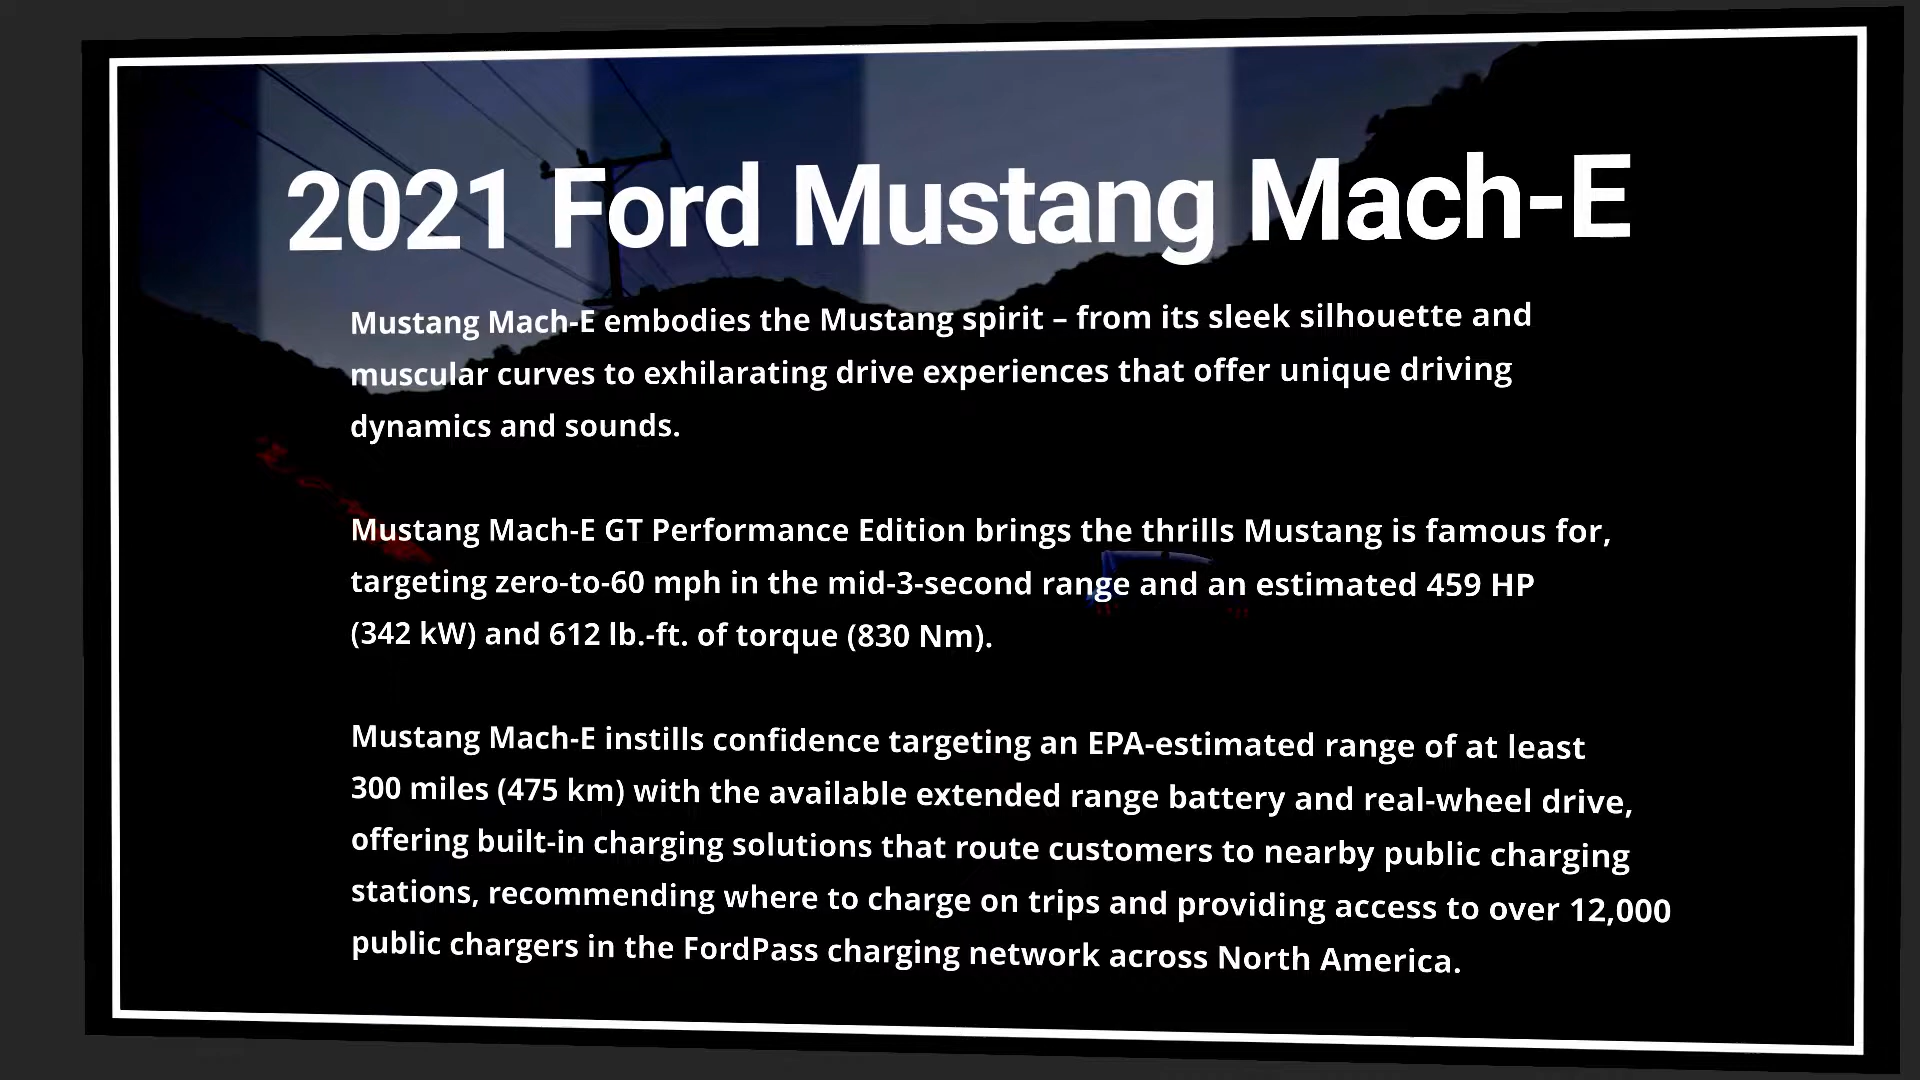 2021 Ford Mustang Mach-E
Mustang Mach-E embodies the Mustang spirit – from its sleek silhouette and
muscular curves to exhilarating drive experiences that offer unique driving
dynamics and sounds.
Mustang Mach-E GT Performance Edition brings the thrills Mustang is famous for,
targeting zero-to-60 mph in the mid-3-second range and an estimated 459 HP
(342 kW) and 612 lb.-ft. of torque (830 Nm).
Mustang Mach-E instills confidence targeting an EPA-estimated range of at least
300 miles (475 km) with the available extended range battery and real-wheel drive,
offering built-in charging solutions that route customers to nearby public charging
stations, recommending where to charge on trips and providing access to over 12,000
public chargers in the FordPass charging network across North America.